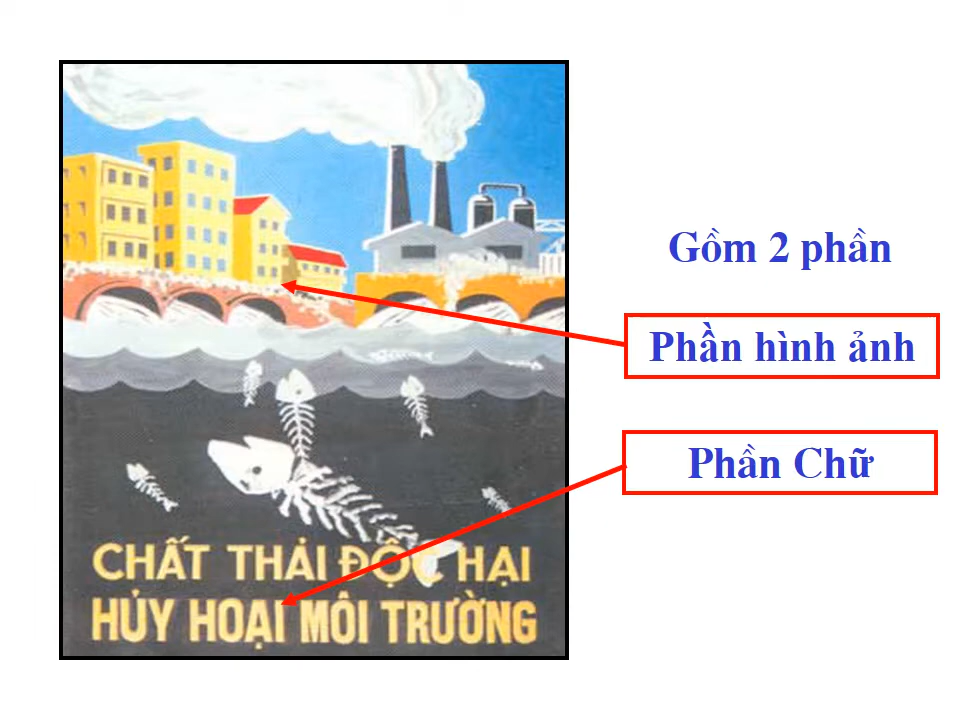 Gồm 2 phần
Phần hình ảnh
Phần Chữ
CHẤT THẢI ĐỘC HẠI
HỦY HOẠI MÔI TRƯỜNG